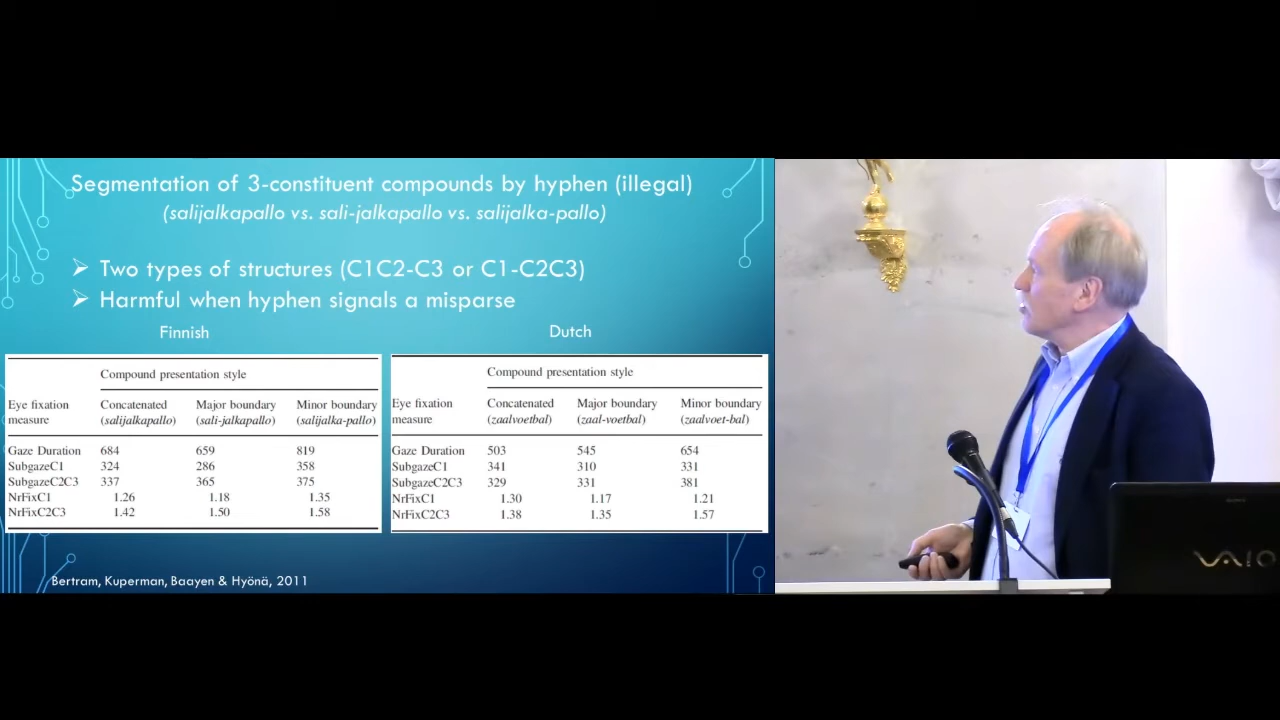 Segmentation of 3-constituent compounds by hyphen (illegal)
(salijalkapallo vs. sali-jalkapallo vs. salijalka-pallo)
➢ Two types of structures (C1C2-C3 or C1-C2C3)
➢ Harmful when hyphen signals a misparse
Finnish
Compound presentation style
Eye fixation Concatenated Major boundary Minor boundary
measure (salijalkapallo) (sali-jalkapallo) (salijalka-pallo)
Gaze Duration 684 659 819
SubgazeC1 324 286 358
SubgazeC2C3 337 365 375
NrFixC1 1.26 1.18 1.35
NrFixC2C3 1.42 1.50 1.58
Dutch
Compound presentation style
Eye fixation Concatenated Major boundary Minor boundary
measure (zaalvoetbal) (zaal-voetbal) (zaalvoet-bal)
Gaze Duration 503 545 654
SubgazeC1 341 310 331
SubgazeC2C3 329 331 381
NrFixC1 1.30 1.17 1.21
NrFixC2C3 1.38 1.35 1.57
Bertram, Kuperman, Baayen & Hyönä, 2011
SONY
VAIO